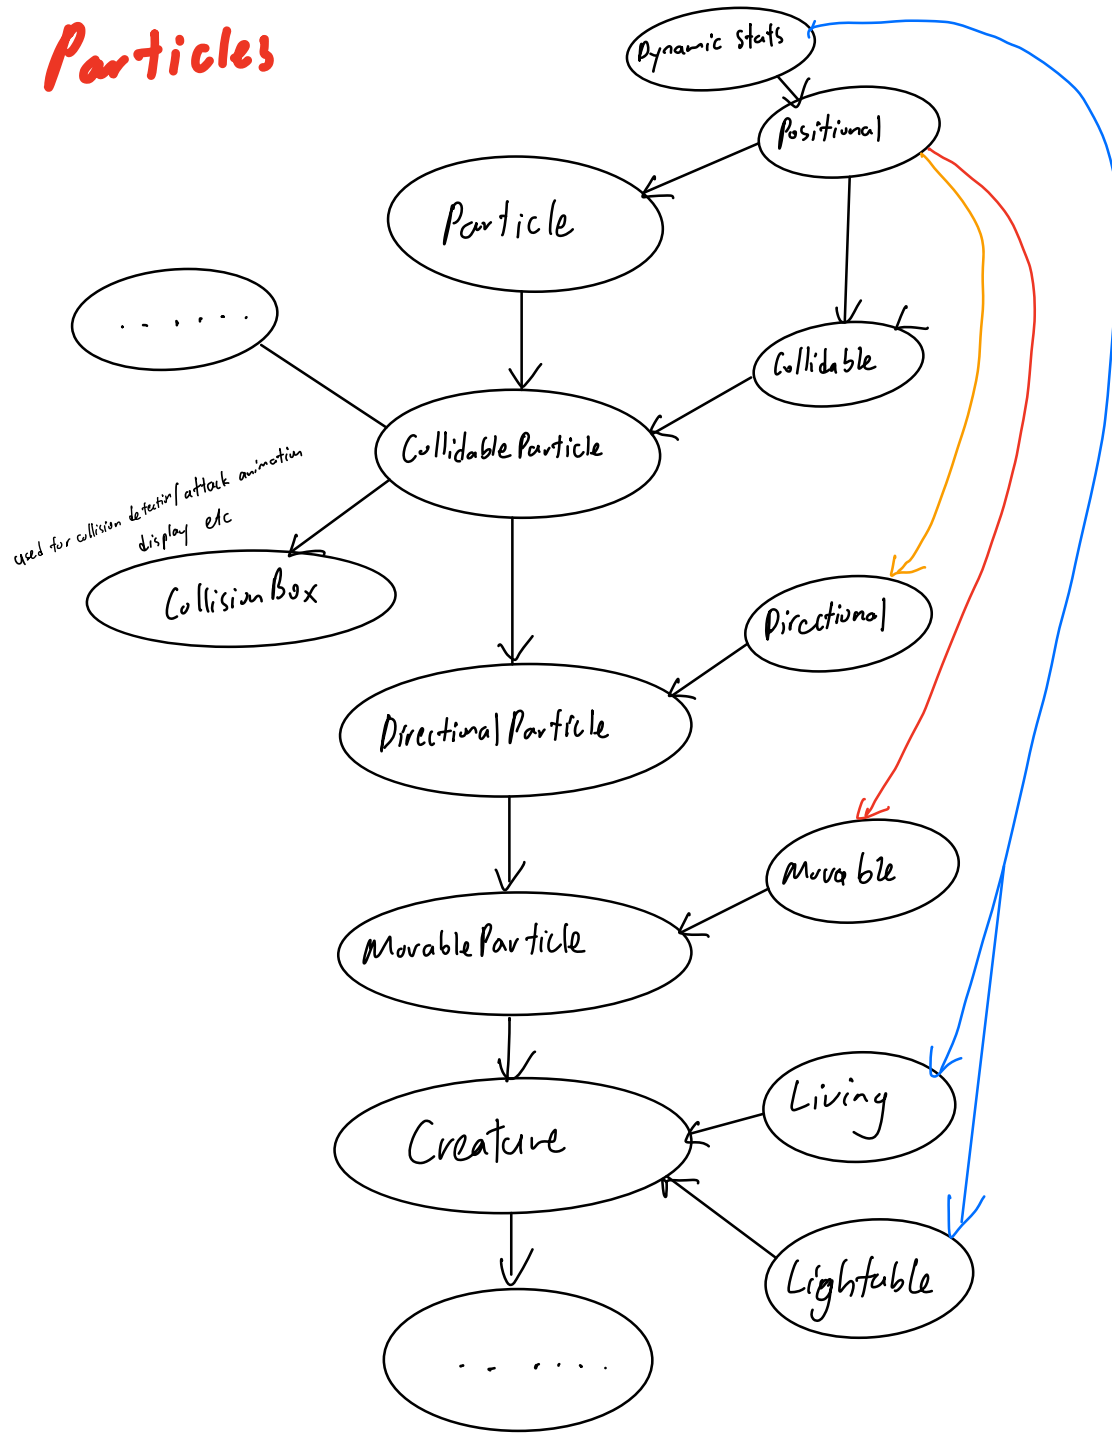 Particles
Dynamic Stats
Positional
Particle
......
Collidable
CollidableParticle
used for collision detection/attack animation
display etc
CollisionBox
Directional
DirectionalParticle
Movable
MovableParticle
Living
Creature
Lightable
......